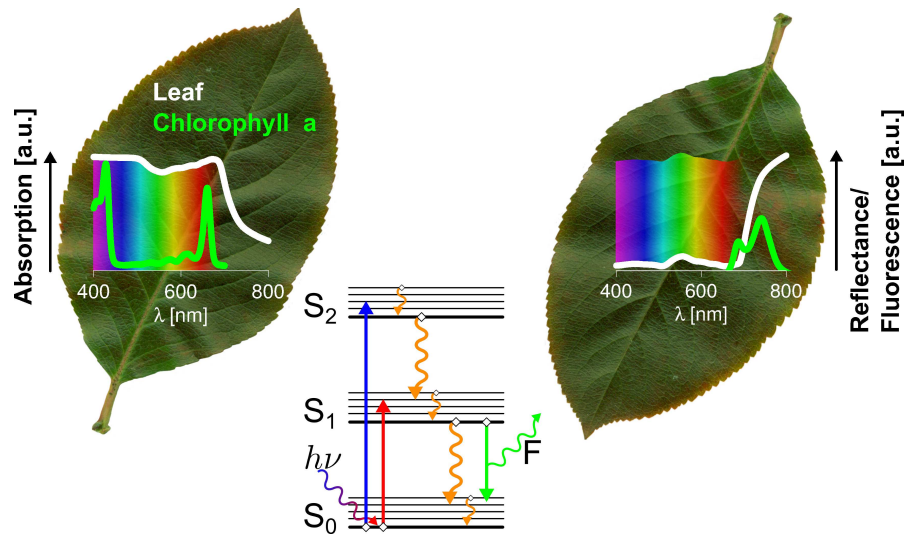 Leaf
Chlorophyll a
Absorption [a.u.]
400 600 800
λ [nm]
Reflectance/
Fluorescence [a.u.]
400 600 800
λ [nm]
S2
S1
hν
F
S0